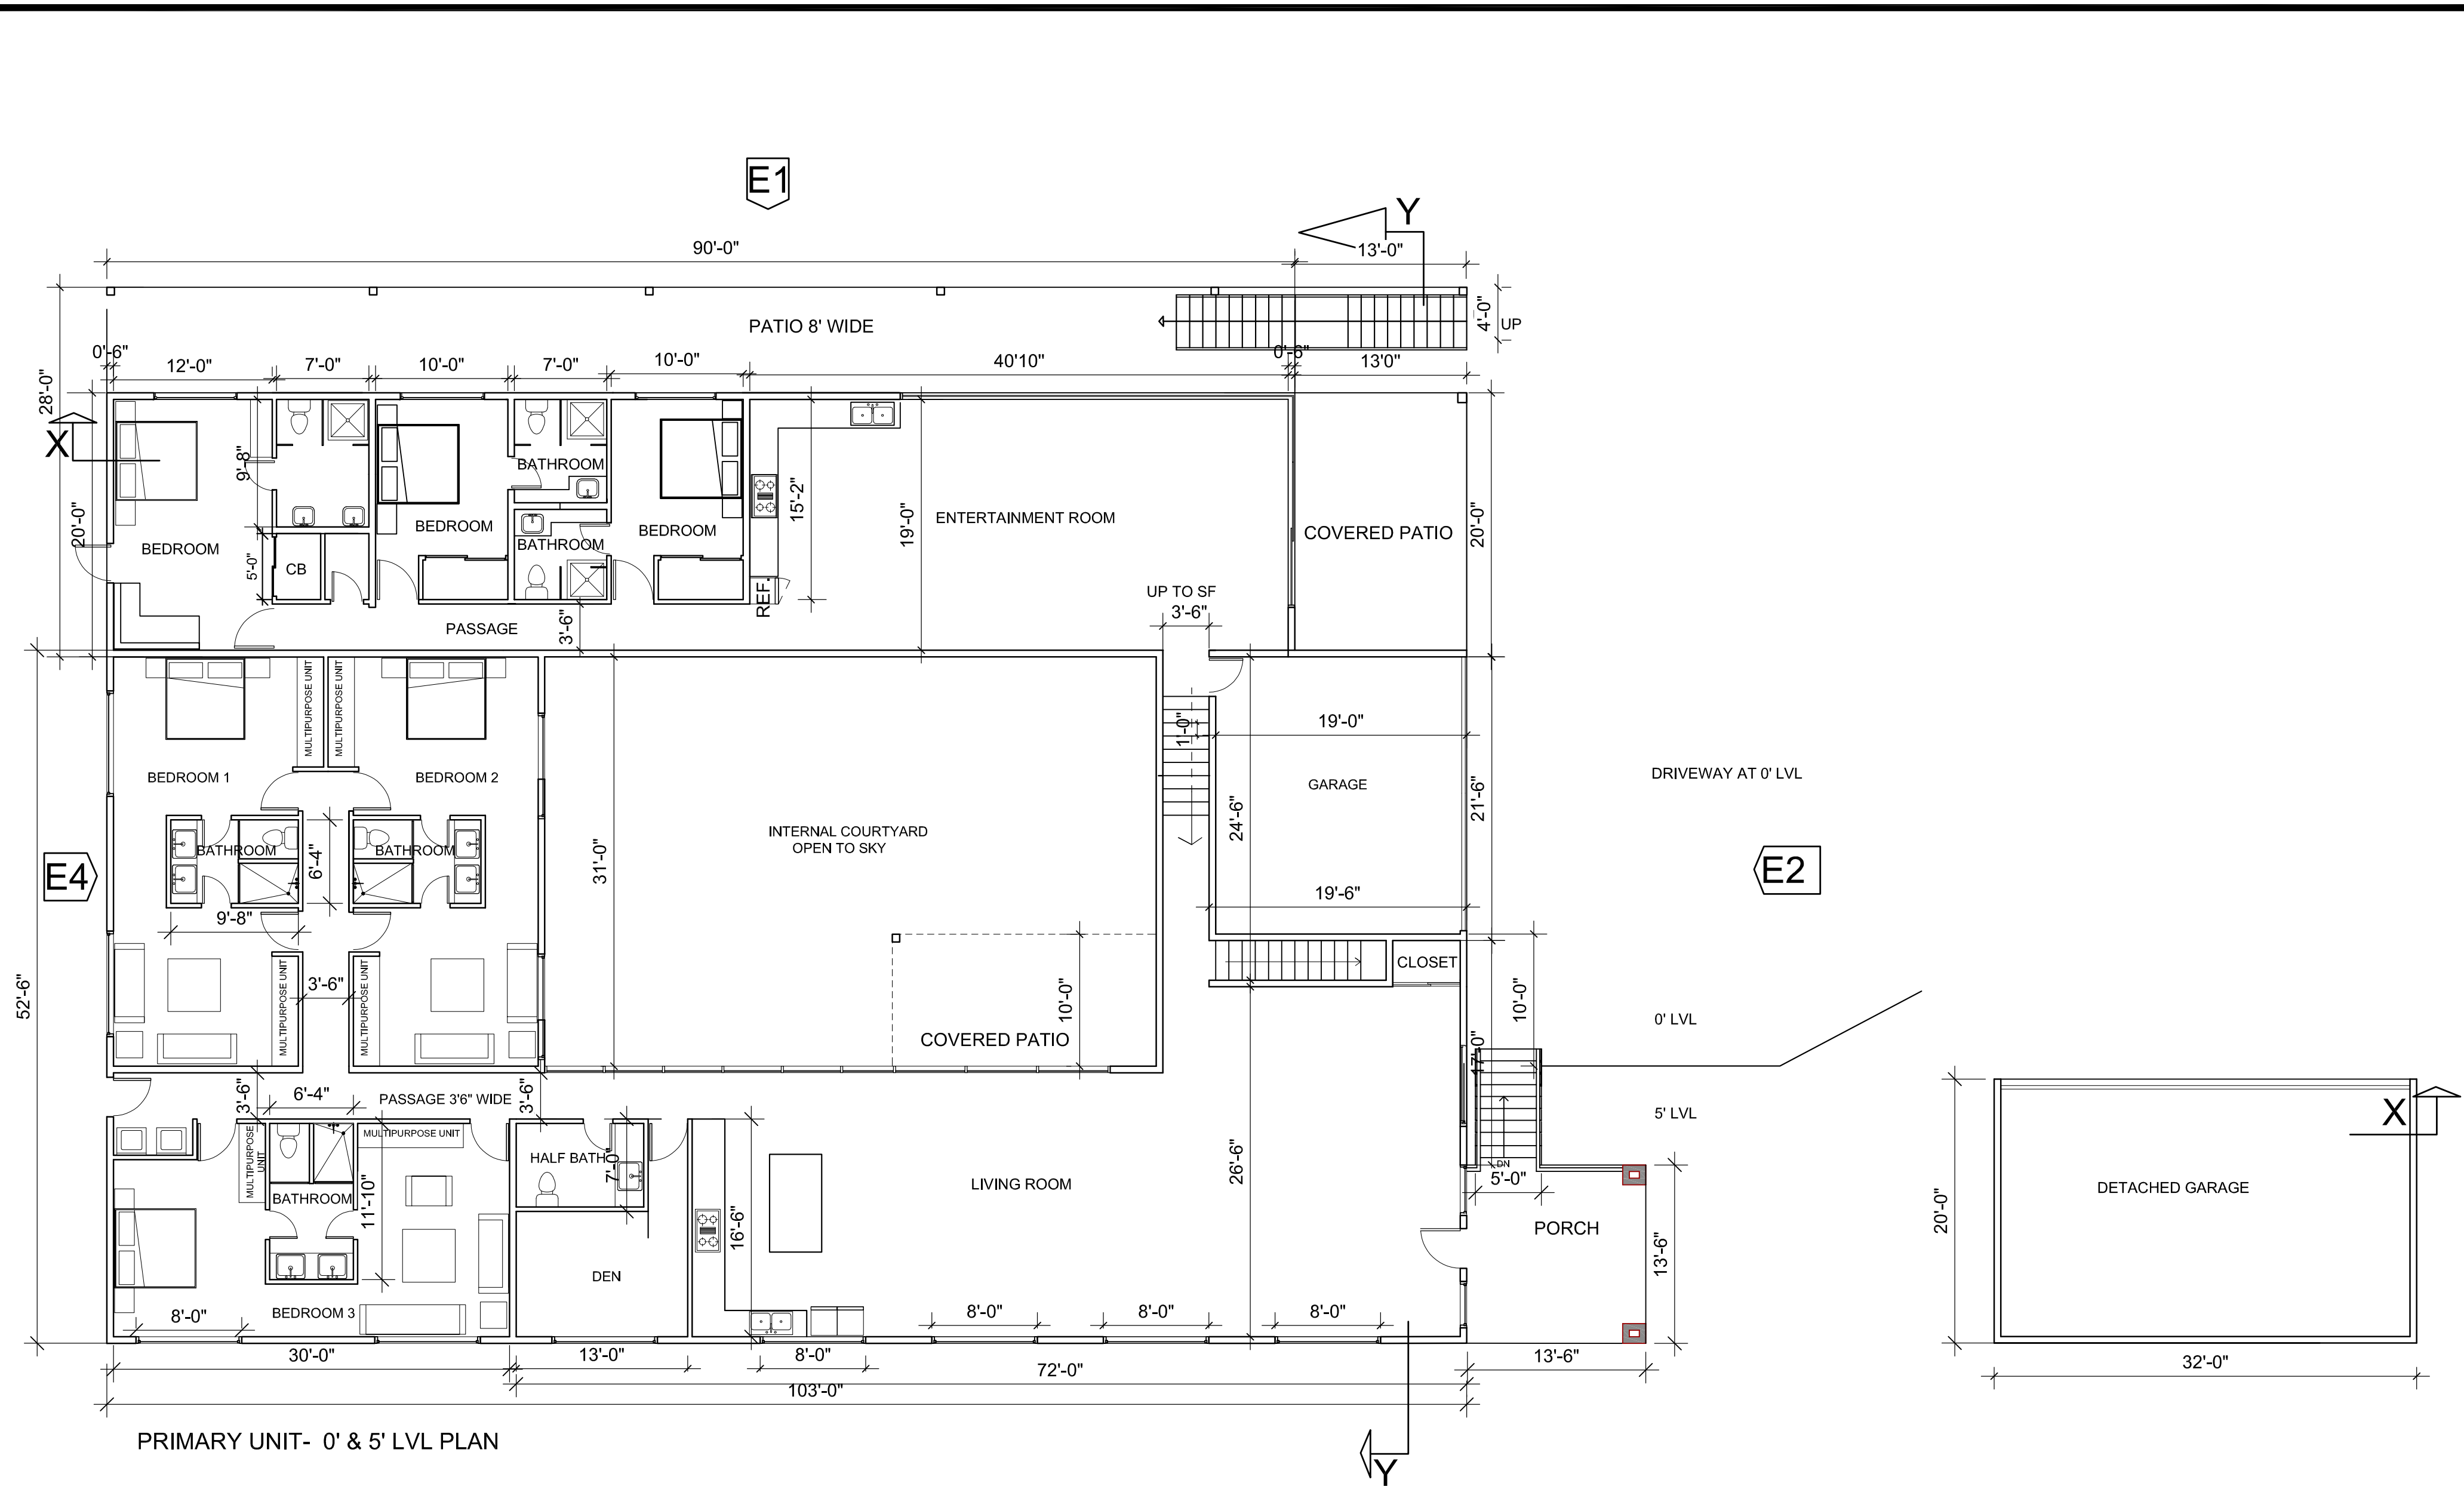 E1
Y
90'-0"
13'-0"
PATIO 8' WIDE
4'-0"
UP
0'-6"
12'-0"
7'-0"
10'-0"
7'-0"
10'-0"
40'10"
0'-6"
13'0"
28'-0"
20'-0"
X
9'-8"
5'-0"
BEDROOM
CB
BEDROOM
BATHROOM
BATHROOM
BEDROOM
15'-2"
REF.
19'-0"
ENTERTAINMENT ROOM
COVERED PATIO
20'-0"
UP TO SF
3'-6"
PASSAGE
3'-6"
MULTIPURPOSE UNIT
MULTIPURPOSE UNIT
BEDROOM 1
BEDROOM 2
1'-0"
19'-0"
GARAGE
21'-6"
24'-6"
19'-6"
DRIVEWAY AT 0' LVL
INTERNAL COURTYARD
OPEN TO SKY
31'-0"
BATHROOM
BATHROOM
6'-4"
E4
E2
9'-8"
52'-6"
MULTIPURPOSE UNIT
3'-6"
MULTIPURPOSE UNIT
10'-0"
COVERED PATIO
CLOSET
10'-0"
17'-0"
0' LVL
5' LVL
3'-6"
6'-4"
PASSAGE 3'6" WIDE
3'-6"
MULTIPURPOSE
UNIT
MULTIPURPOSE UNIT
BATHROOM
11'-10"
HALF BATH
7'-0"
16'-6"
LIVING ROOM
26'-6"
DN
5'-0"
PORCH
13'-6"
DEN
BEDROOM 3
8'-0"
8'-0"
8'-0"
8'-0"
X
20'-0"
DETACHED GARAGE
32'-0"
30'-0"
13'-0"
8'-0"
72'-0"
13'-6"
103'-0"
PRIMARY UNIT- 0' & 5' LVL PLAN
Y